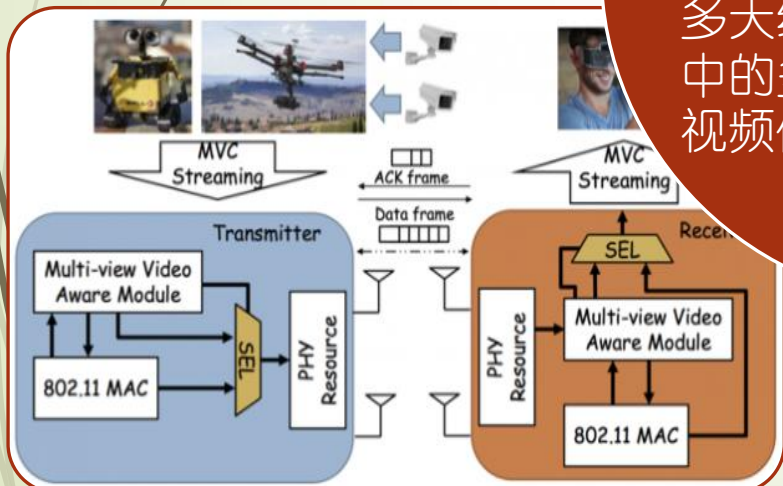 多大
中的
视频
MVC
Streaming
ACK frame
Data frame
MVC
Streaming
Transmitter
Multi-view Video
Aware Module
802.11 MAC
SEL
PHY
Resource
SEL
PHY
Resource
Multi-view Video
Aware Module
802.11 MAC